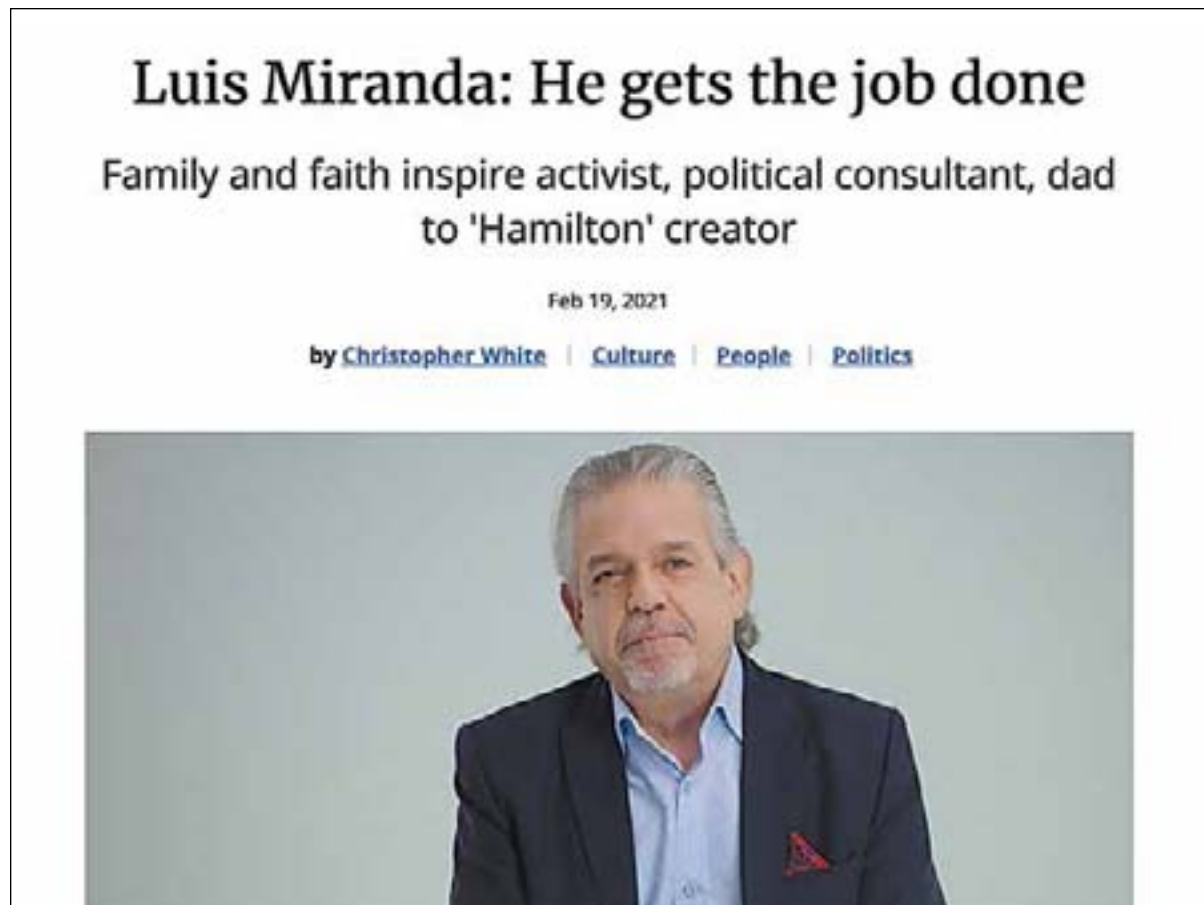 Luis Miranda: He gets the job done
Family and faith inspire activist, political consultant, dad
to 'Hamilton' creator
Feb 19, 2021
by Christopher White | Culture | People | Politics